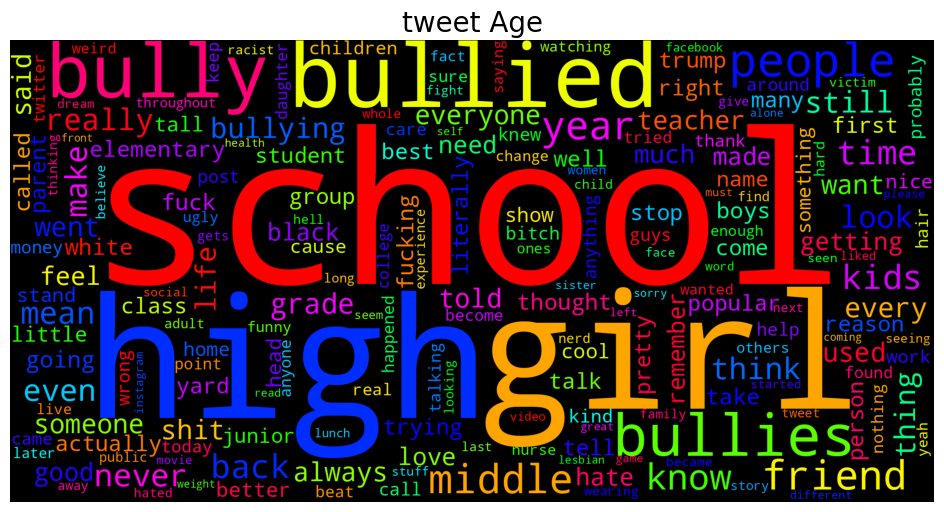 tweet Age
school
high
girl
bullied
bully
bullies
people
friend
middle
year
kids
time
still
know
never
back
think
even
really
bullying
everyone
teacher
want
look
thing
every
used
someone
shit
love
always
hate
told
grade
feel
mean
make
said
called
parent
twitter
weird
keep
racist
daughter
children
fact
sure
fight
saying
watching
facebook
trump
right
around
victim
many
give
alone
probably
first
dream
throughout
whole
tall
elementary
health
student
care
best
self
need
knew
change
well
tried
thank
much
made
something
hard
nice
please
front
thinking
believe
post
fuck
ugly
group
black
hell
cause
gets
went
money
white
life
long
college
fucking
experience
literally
show
bitch
ones
anything
women
child
stop
guys
face
name
find
must
boys
enough
come
word
seen
liked
getting
hair
stand
little
going
social
class
adult
seem
funny
home
point
head
anyone
read
real
happened
talking
looking
become
thought
nerd
cool
talk
sister
sorry
left
pretty
wanted
remember
popular
next
help
others
coming
reason
seeing
work
found
started
take
person
nothing
yeah
wrong
instagram
yard
live
actually
came
later
public
today
movie
junior
lunch
trying
good
away
hated
weight
better
beat
call
stuff
last
video
kind
great
nurse
lesbian
tell
family
game
wearing
became
story
tweet
different